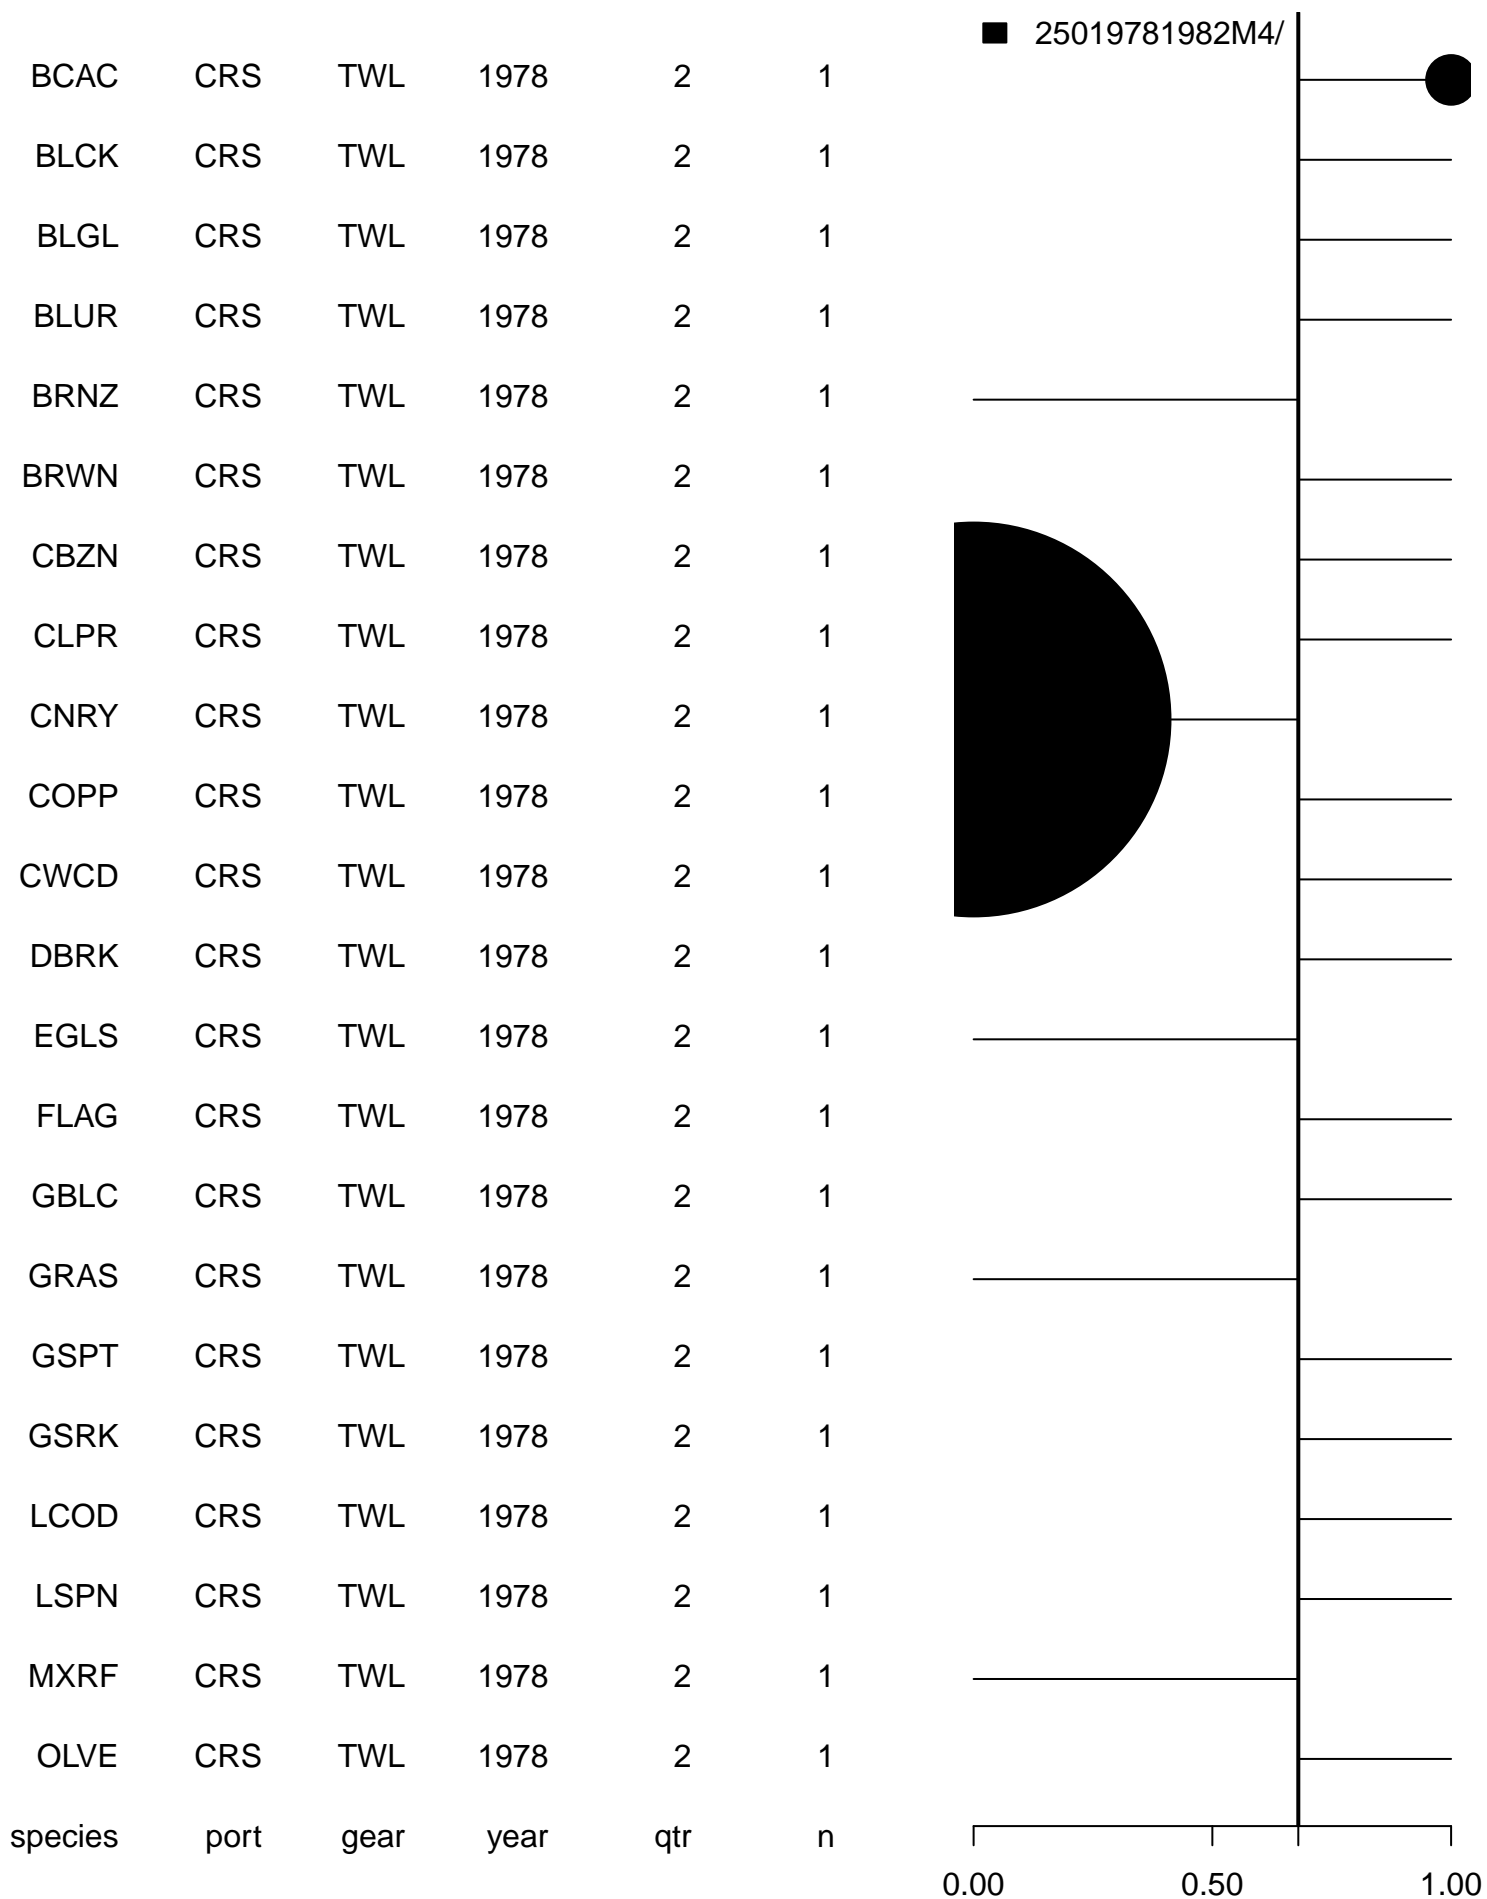 25019781982M4/
BCAC CRS TWL 1978 2 1
BLCK CRS TWL 1978 2 1
BLGL CRS TWL 1978 2 1
BLUR CRS TWL 1978 2 1
BRNZ CRS TWL 1978 2 1
BRWN CRS TWL 1978 2 1
CBZN CRS TWL 1978 2 1
CLPR CRS TWL 1978 2 1
CNRY CRS TWL 1978 2 1
COPP CRS TWL 1978 2 1
CWCD CRS TWL 1978 2 1
DBRK CRS TWL 1978 2 1
EGLS CRS TWL 1978 2 1
FLAG CRS TWL 1978 2 1
GBLC CRS TWL 1978 2 1
GRAS CRS TWL 1978 2 1
GSPT CRS TWL 1978 2 1
GSRK CRS TWL 1978 2 1
LCOD CRS TWL 1978 2 1
LSPN CRS TWL 1978 2 1
MXRF CRS TWL 1978 2 1
OLVE CRS TWL 1978 2 1
species port gear year qtr n
0.00 0.50 1.00